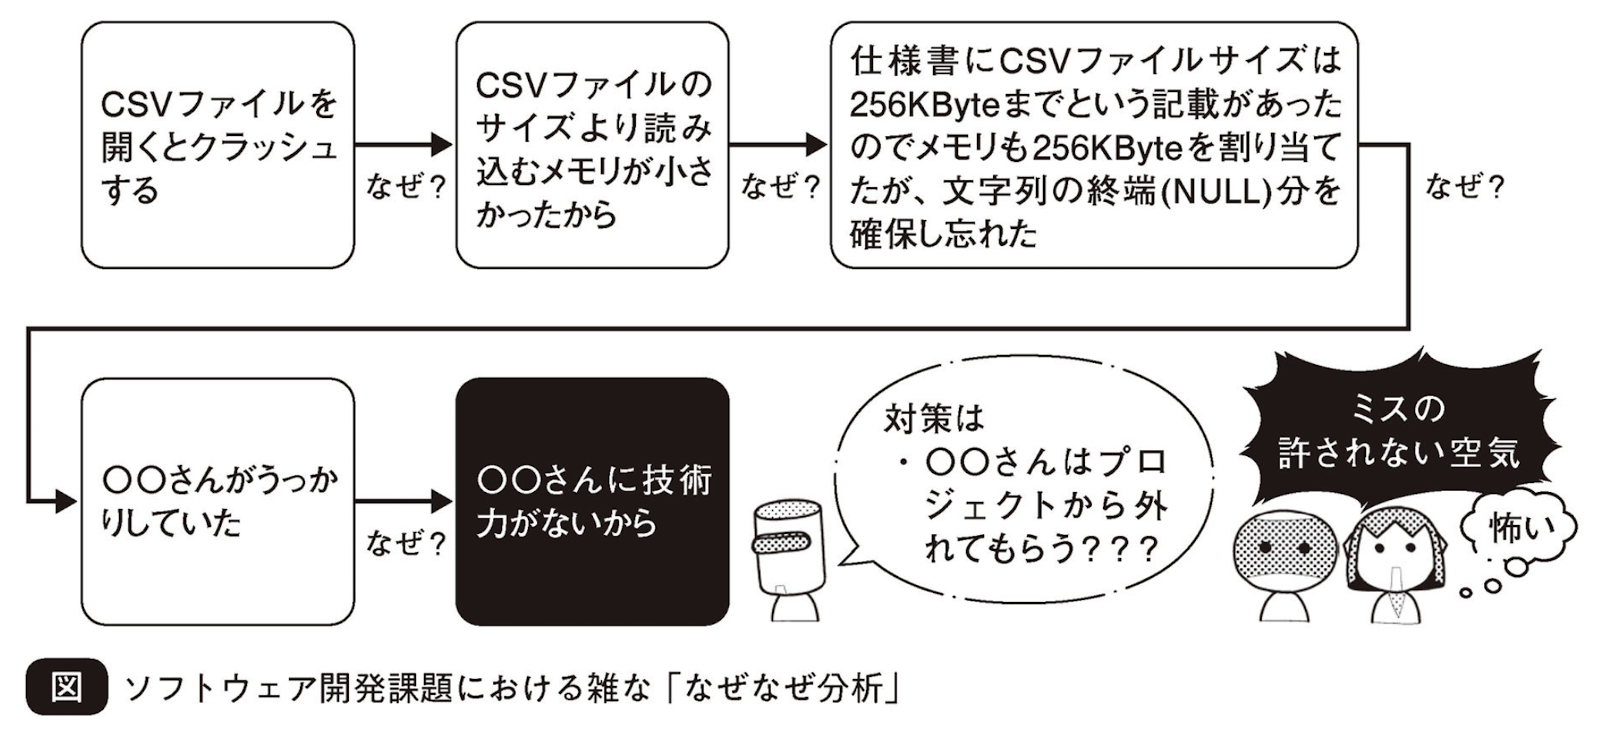 CSVファイルを
開くとクラッシュ
する
なぜ？
CSVファイルの
サイズより読み
込むメモリが小さ
かったから
なぜ？
仕様書にCSVファイルサイズは
256KByteまでという記載があった
のでメモリも256KByteを割り当て
たが、文字列の終端(NULL)分を
確保し忘れた
なぜ？
〇〇さんがうっか
りしていた
なぜ？
〇〇さんに技術
力がないから
対策は
・〇〇さんはプロ
ジェクトから外
れてもらう？？？
ミスの
許されない空気
怖い
図 ソフトウェア開発課題における雑な「なぜなぜ分析」